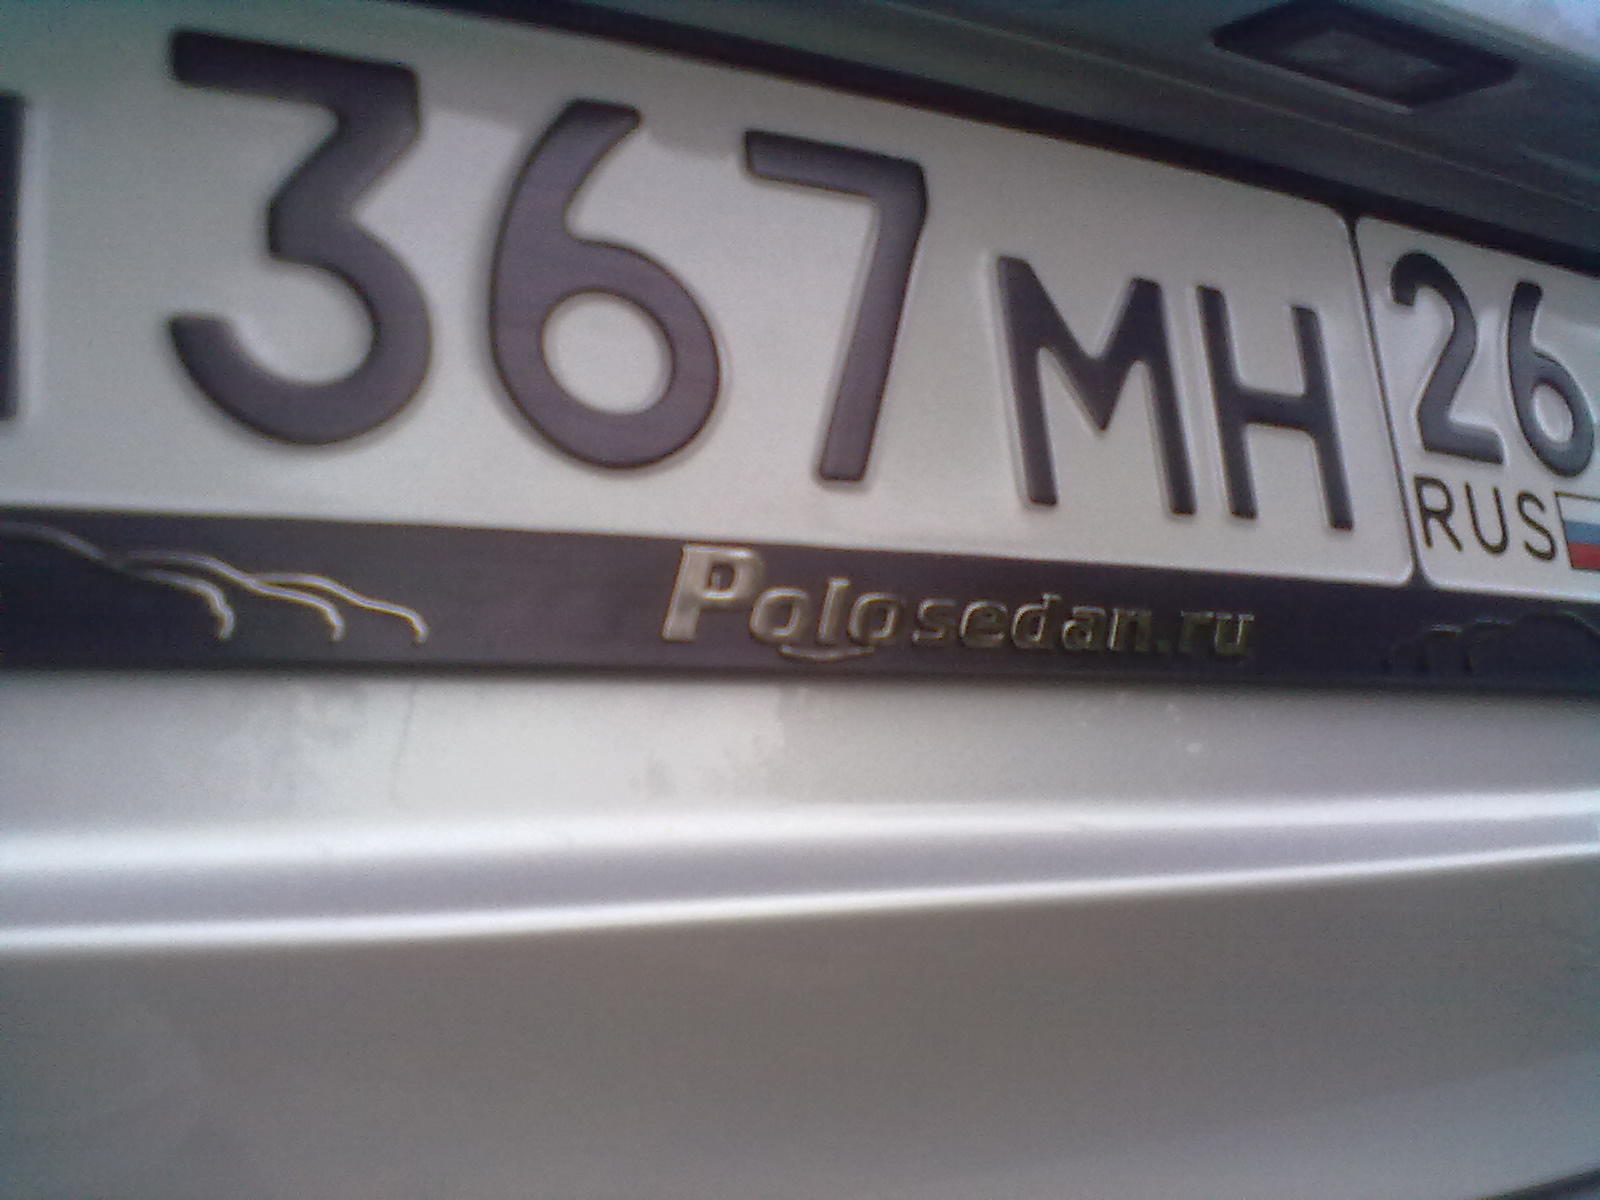 367 МН 26
RUS
Polosedan.ru